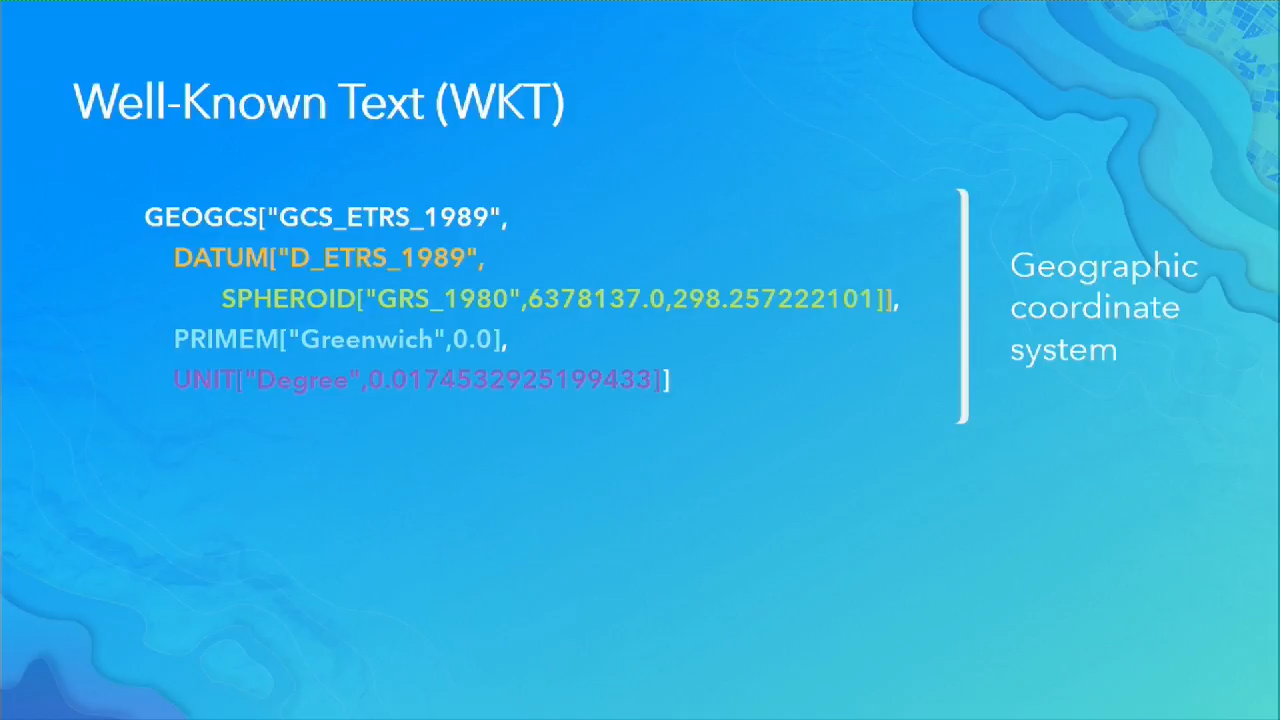 Well-Known Text (WKT)
GEOGCS["GCS_ETRS_1989",
DATUM["D_ETRS_1989",
SPHEROID["GRS_1980",6378137.0,298.257222101]],
PRIMEM["Greenwich",0.0],
UNIT["Degree",0.0174532925199433]]
Geographic
coordinate
system